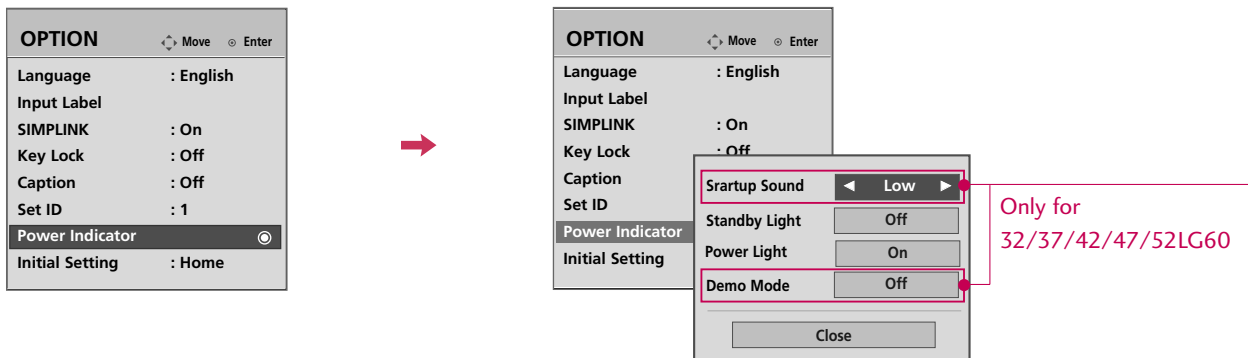 OPTION Move Enter
Language : English
Input Label
SIMPLINK : On
Key Lock : Off
Caption : Off
Set ID : 1
Power Indicator
Initial Setting : Home
OPTION Move Enter
Language : English
Input Label
SIMPLINK : On
Key Lock : Off
Caption
Set ID
Power Indicator
Initial Setting
Srartup Sound ◄ Low ►
Standby Light Off
Power Light On
Demo Mode Off
Close
Only for
32/37/42/47/52LG60